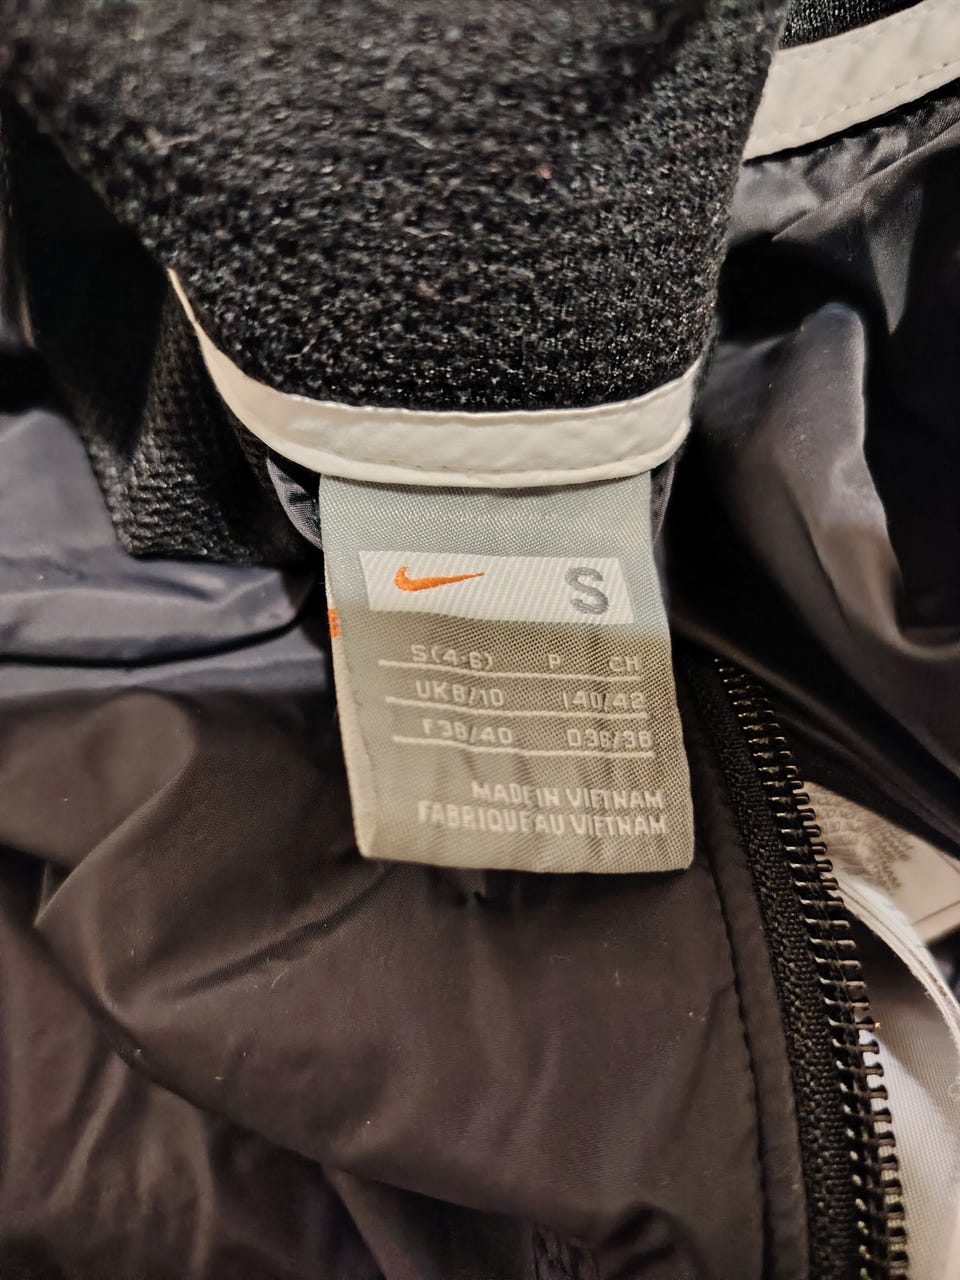 S
S(4-6) P CH
UK8/10 I40/42
F38/40 D36/38
MADE IN VIETNAM
FABRIQUE AU VIETNAM